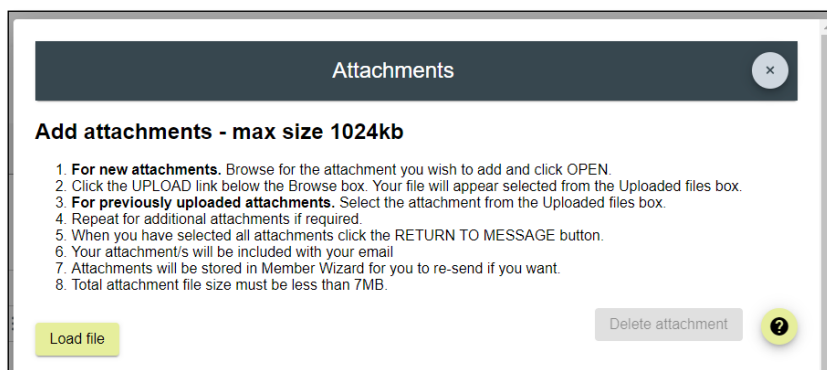 Attachments
×
Add attachments - max size 1024kb
1. For new attachments. Browse for the attachment you wish to add and click OPEN.
2. Click the UPLOAD link below the Browse box. Your file will appear selected from the Uploaded files box.
3. For previously uploaded attachments. Select the attachment from the Uploaded files box.
4. Repeat for additional attachments if required.
5. When you have selected all attachments click the RETURN TO MESSAGE button.
6. Your attachment/s will be included with your email
7. Attachments will be stored in Member Wizard for you to re-send if you want.
8. Total attachment file size must be less than 7MB.
Delete attachment
?
Load file